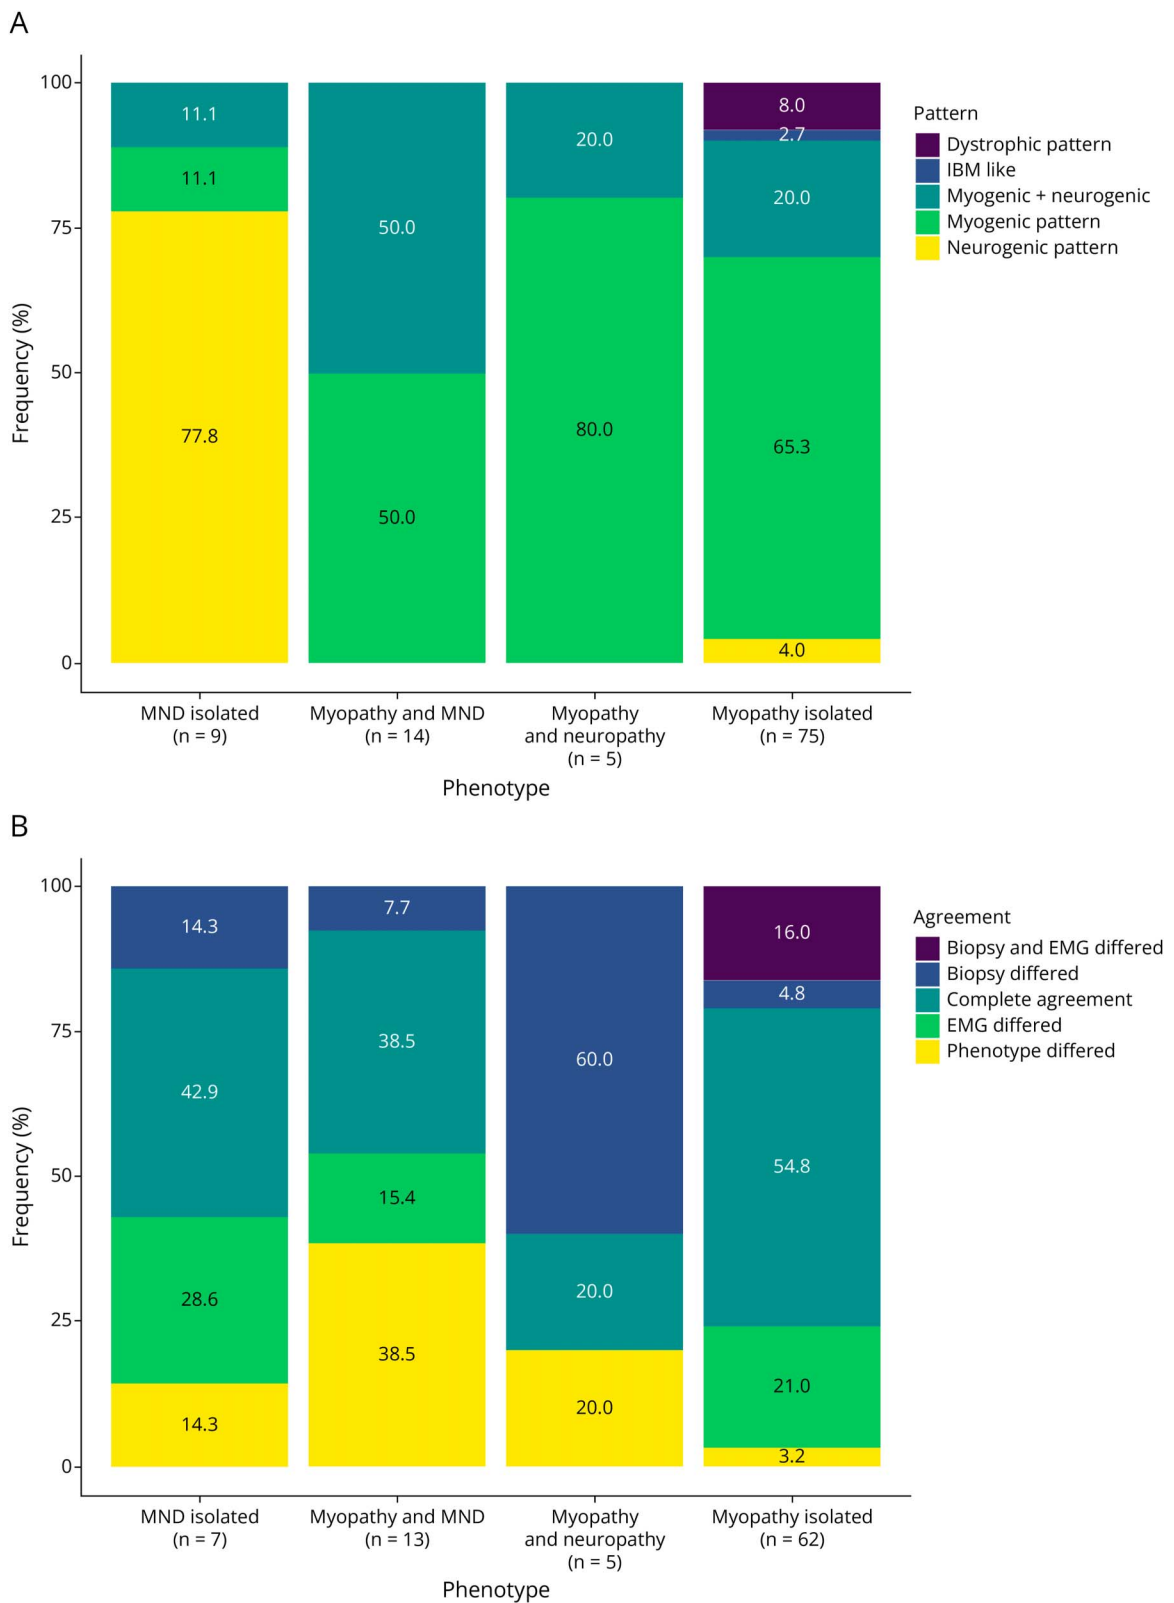 A
100
75
50
25
0
Frequency (%)
11.1
11.1
77.8
50.0
50.0
20.0
80.0
8.0
2.7
20.0
65.3
4.0
MND isolated
(n = 9)
Myopathy and MND
(n = 14)
Myopathy
and neuropathy
(n = 5)
Myopathy isolated
(n = 75)
Phenotype
Pattern
Dystrophic pattern
IBM like
Myogenic + neurogenic
Myogenic pattern
Neurogenic pattern
B
100
75
50
25
0
Frequency (%)
14.3
42.9
28.6
14.3
7.7
38.5
15.4
38.5
60.0
20.0
20.0
16.0
4.8
54.8
21.0
3.2
MND isolated
(n = 7)
Myopathy and MND
(n = 13)
Myopathy
and neuropathy
(n = 5)
Myopathy isolated
(n = 62)
Phenotype
Agreement
Biopsy and EMG differed
Biopsy differed
Complete agreement
EMG differed
Phenotype differed